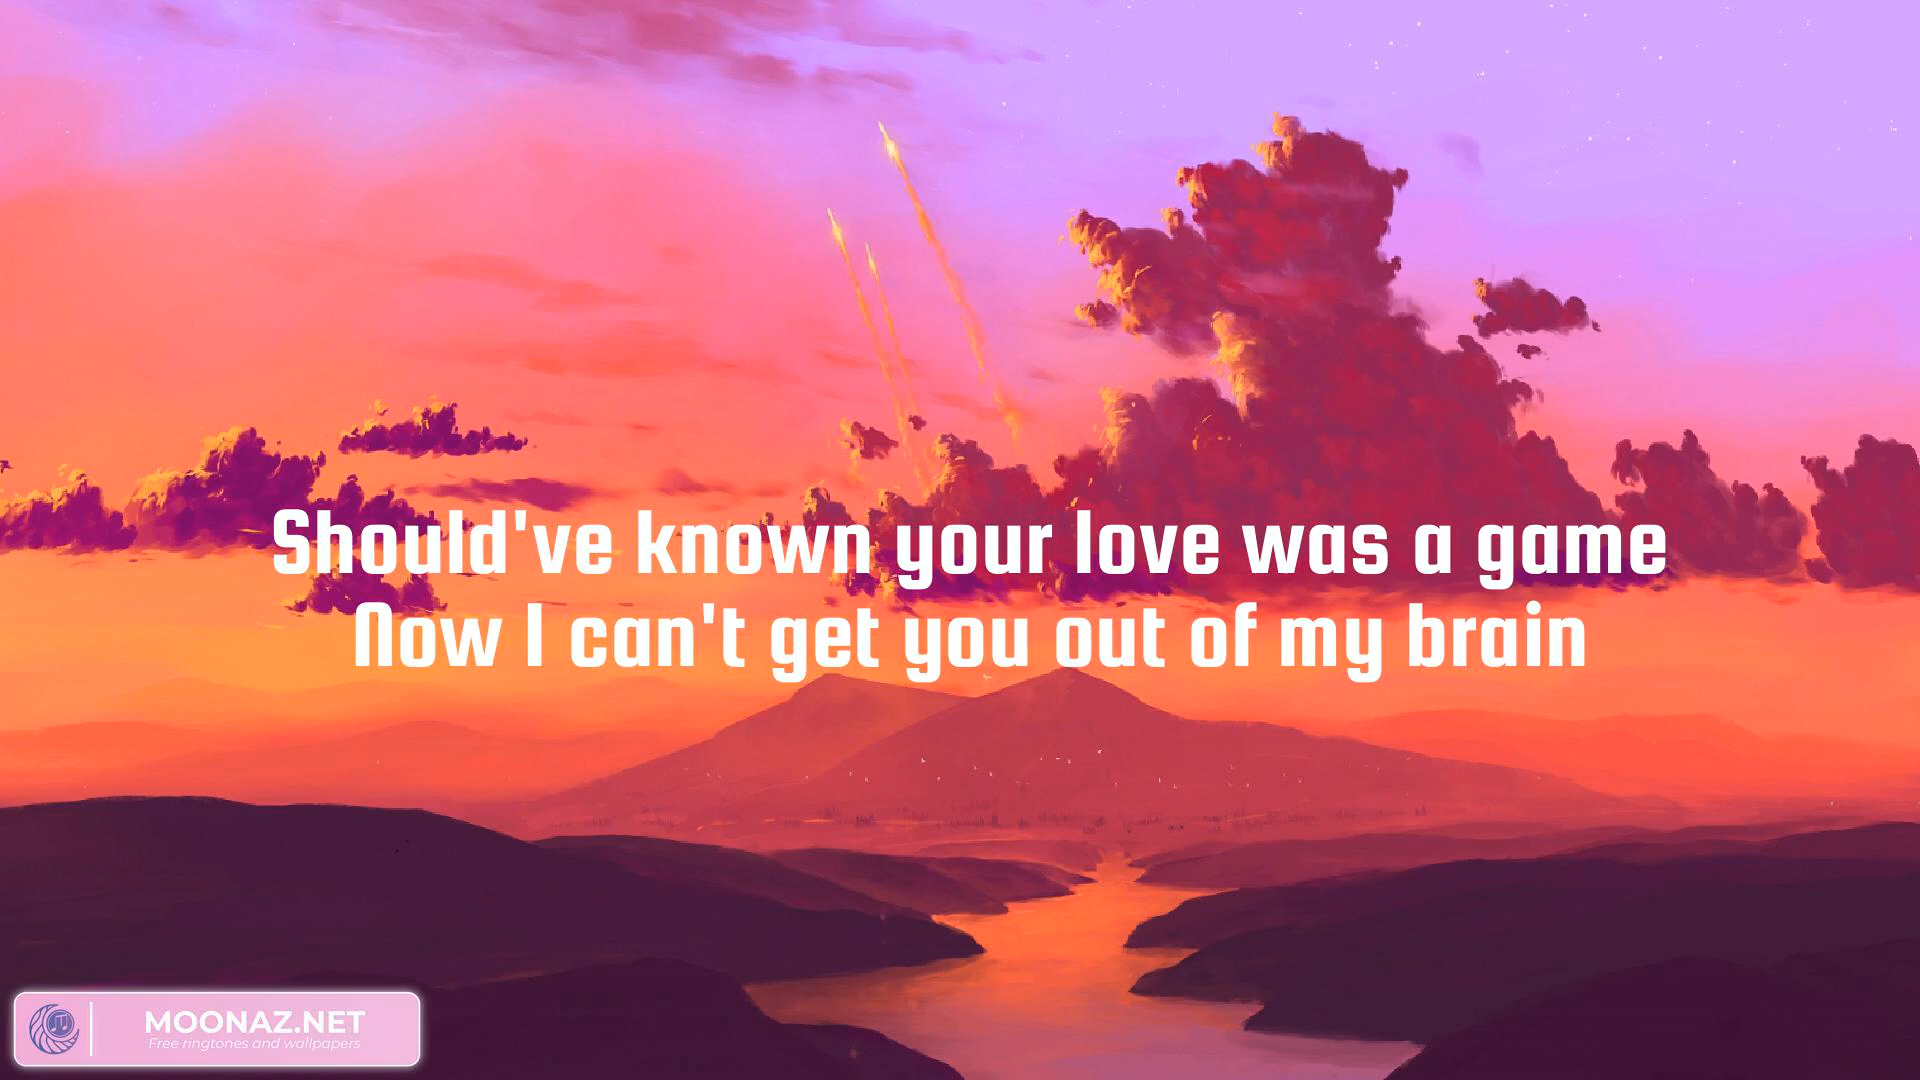 Should've known your love was a game
Now I can't get you out of my brain
MOONAZ.NET
Free ringtones and wallpapers